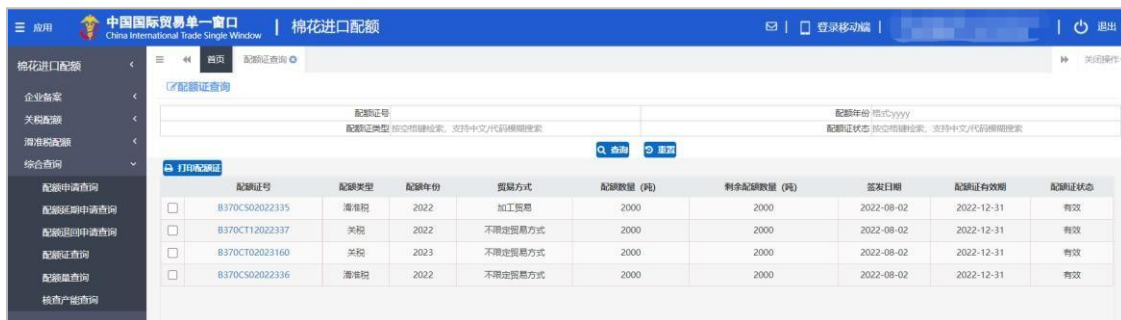 应用 中国国际贸易单一窗口 棉花进口配额 登录移动端 退出
China International Trade Single Window
棉花进口配额 首页 配额证查询 关闭操作
配额证查询
企业备案
关税配额
滑准税配额
综合查询
配额申请查询
配额延期申请查询
配额退回申请查询
配额证查询
配额量查询
核查产能查询
配额证号 配额年份 格式yyyy
配额证类型 按空格键检索，支持中文/代码模糊搜索 配额证状态 按空格键检索，支持中文/代码模糊搜索
查询 重置
打印配额证
配额证号 配额类型 配额年份 贸易方式 配额数量（吨） 剩余配额数量（吨） 签发日期 配额证有效期 配额证状态
B370CS02022335 滑准税 2022 加工贸易 2000 2000 2022-08-02 2022-12-31 有效
B370CT12022337 关税 2022 不限定贸易方式 2000 2000 2022-08-02 2022-12-31 有效
B370CT02023160 关税 2023 不限定贸易方式 2000 2000 2022-08-02 2022-12-31 有效
B370CS02022336 滑准税 2022 不限定贸易方式 2000 2000 2022-08-02 2022-12-31 有效